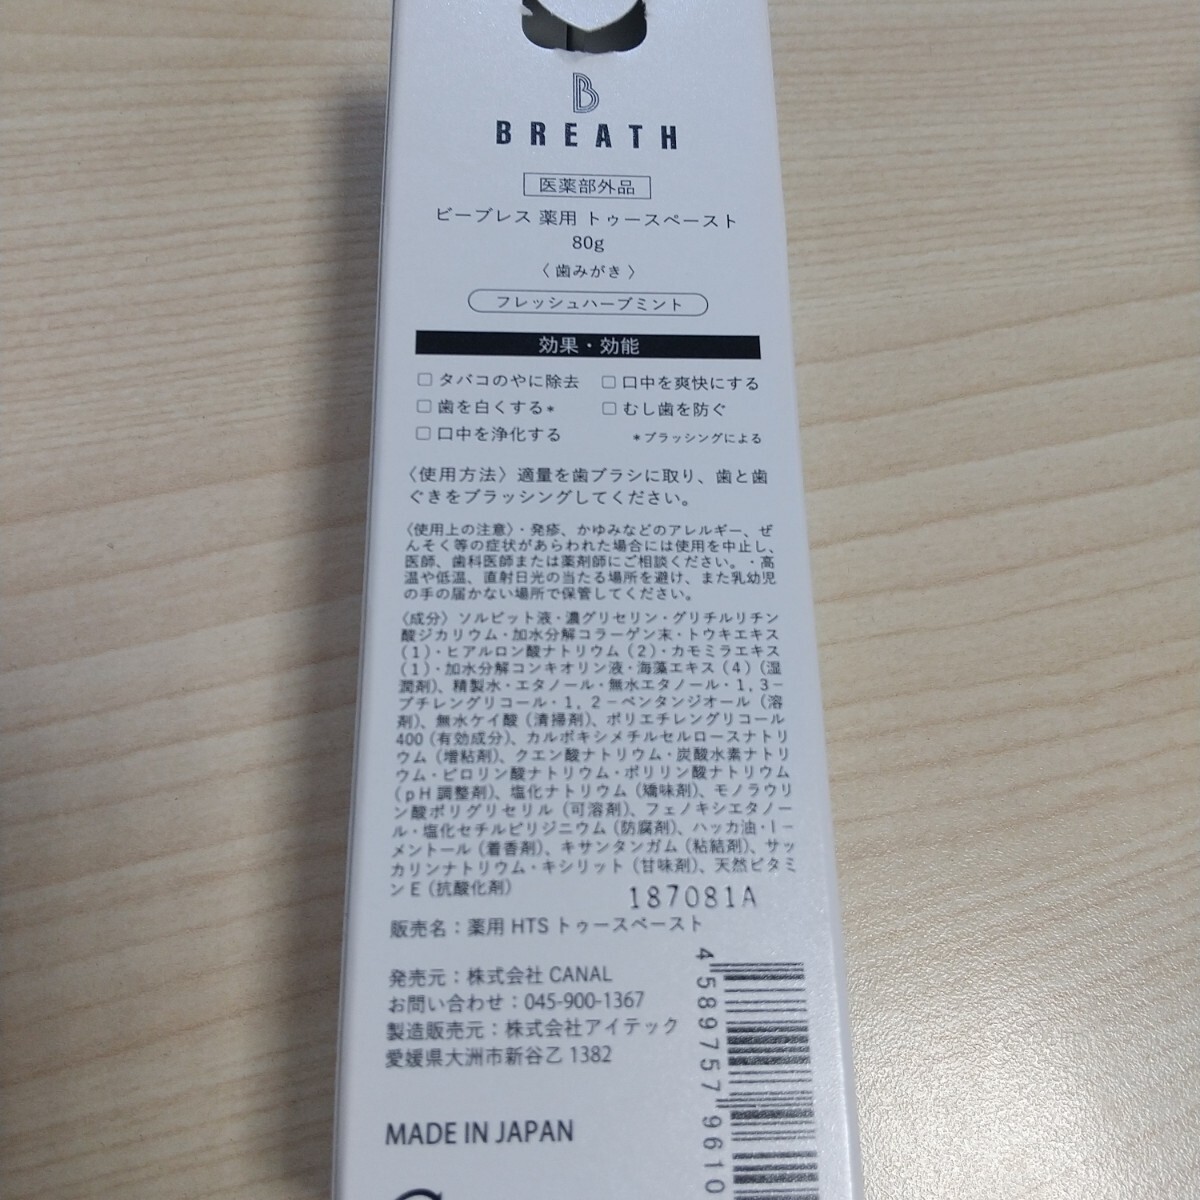 B
BREATH
医薬部外品
ビーブレス 薬用 トゥースペースト
80g
〈歯みがき〉
フレッシュハーブミント
効果・効能
□ タバコのやに除去 □ 口中を爽快にする
□ 歯を白くする* □ むし歯を防ぐ
□ 口中を浄化する *ブラッシングによる
〈使用方法〉適量を歯ブラシに取り、歯と歯
ぐきをブラッシングしてください。
〈使用上の注意〉・発疹、かゆみなどのアレルギー、ぜ
んそく等の症状があらわれた場合には使用を中止し、
医師、歯科医師または薬剤師にご相談ください。・高
温や低温、直射日光の当たる場所を避け、また乳幼児
の手の届かない場所で保管してください。
〈成分〉ソルビット液・濃グリセリン・グリチルリチン
酸ジカリウム・加水分解コラーゲン末・トウキエキス
(1)・ヒアルロン酸ナトリウム(2)・カモミラエキス
(1)・加水分解コンキオリン液・海藻エキス(4)(湿
潤剤)、精製水・エタノール・無水エタノール・1,3−
ブチレングリコール・1,2−ペンタンジオール(溶
剤)、無水ケイ酸(清掃剤)、ポリエチレングリコール
400(有効成分)、カルボキシメチルセルロースナトリ
ウム(増粘剤)、クエン酸ナトリウム・炭酸水素ナトリ
ウム・ピロリン酸ナトリウム・ポリリン酸ナトリウム
(pH調整剤)、塩化ナトリウム(矯味剤)、モノラウリ
ン酸ポリグリセリル(可溶剤)、フェノキシエタノー
ル・塩化セチルピリジニウム(防腐剤)、ハッカ油・l−
メントール(着香剤)、キサンタンガム(粘結剤)、サッ
カリンナトリウム・キシリット(甘味剤)、天然ビタミ
ンE(抗酸化剤)
187081A
販売名：薬用 HTS トゥースペースト
発売元：株式会社 CANAL
お問い合わせ：045-900-1367
製造販売元：株式会社アイテック
愛媛県大洲市新谷乙 1382
MADE IN JAPAN
4 589757 9610